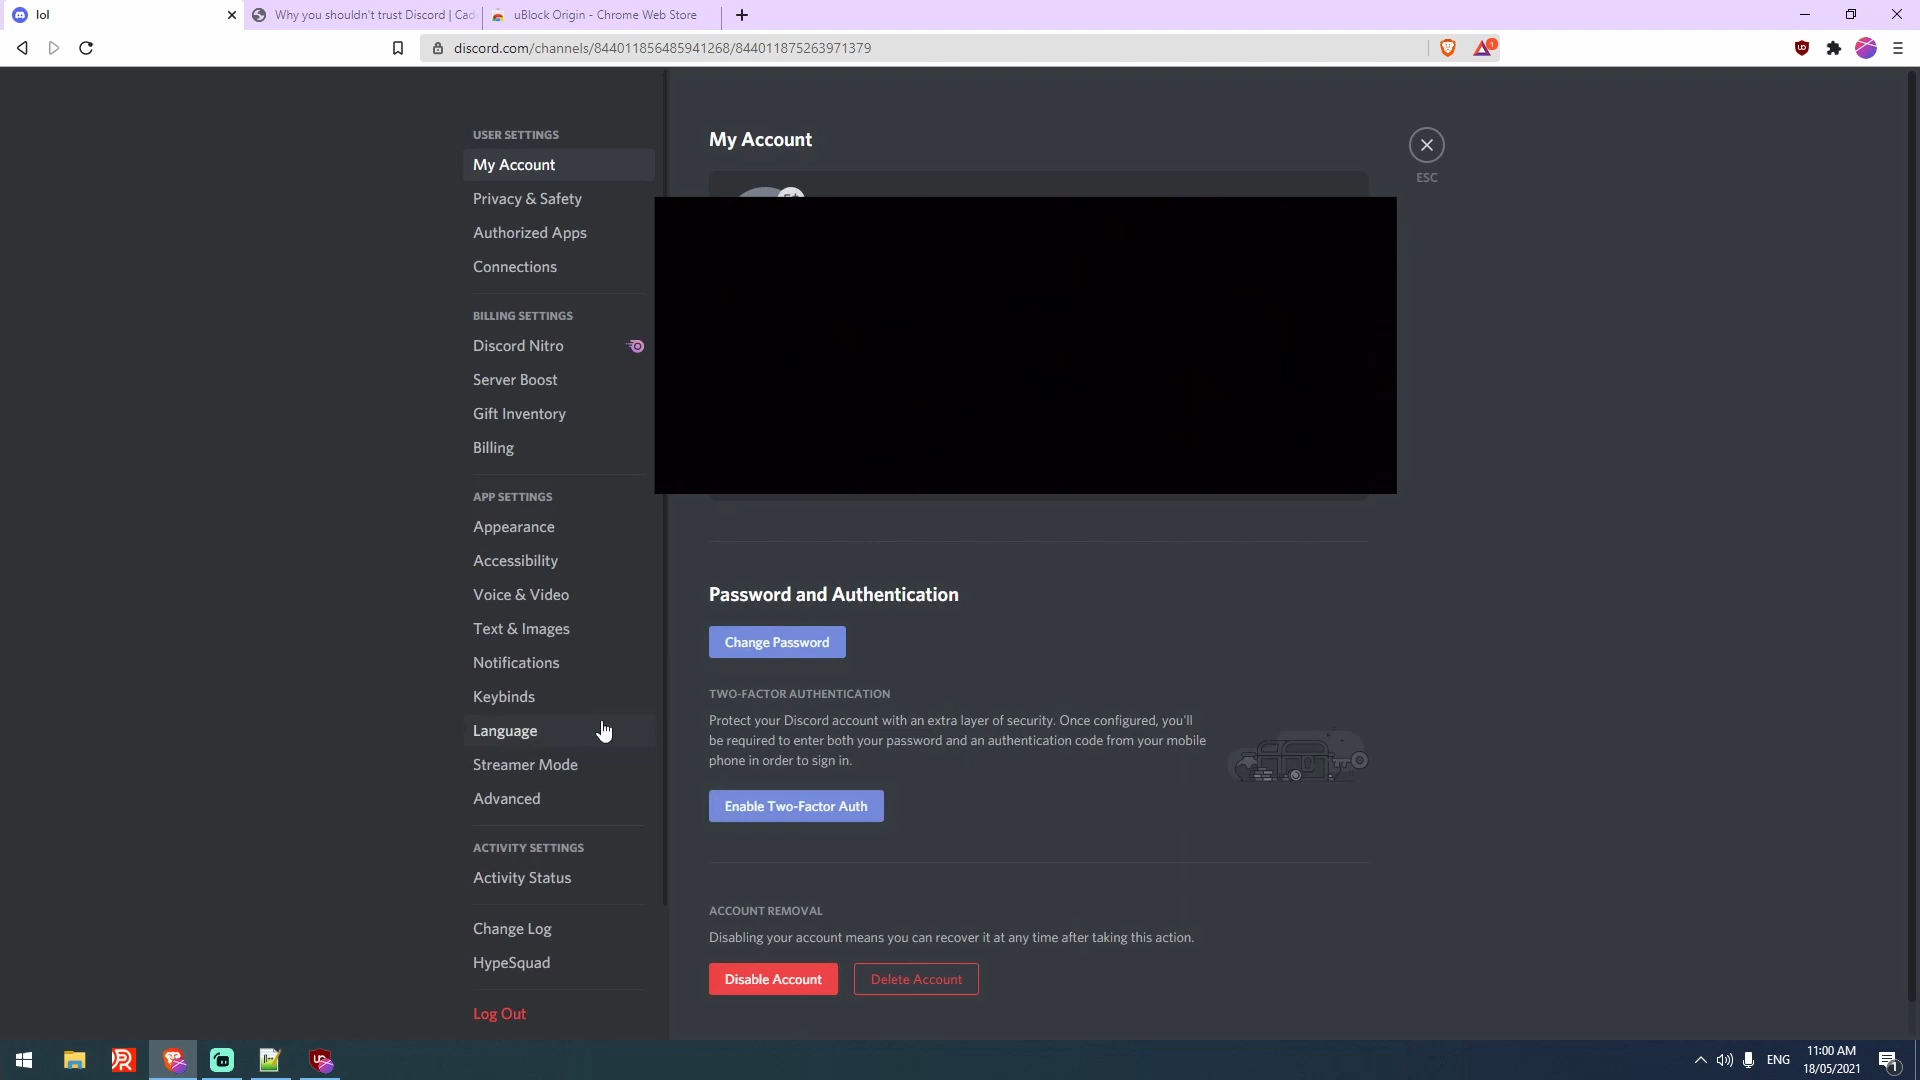 lol
Why you shouldn't trust Discord | Cad
uBlock Origin - Chrome Web Store
discord.com/channels/844011856485941268/844011875263971379
1
USER SETTINGS
My Account
Privacy & Safety
Authorized Apps
Connections
BILLING SETTINGS
Discord Nitro
Server Boost
Gift Inventory
Billing
APP SETTINGS
Appearance
Accessibility
Voice & Video
Text & Images
Notifications
Keybinds
Language
Streamer Mode
Advanced
ACTIVITY SETTINGS
Activity Status
Change Log
HypeSquad
Log Out
My Account
ESC
Password and Authentication
Change Password
TWO-FACTOR AUTHENTICATION
Protect your Discord account with an extra layer of security. Once configured, you'll
be required to enter both your password and an authentication code from your mobile
phone in order to sign in.
Enable Two-Factor Auth
ACCOUNT REMOVAL
Disabling your account means you can recover it at any time after taking this action.
Disable Account
Delete Account
ENG
11:00 AM
18/05/2021
1